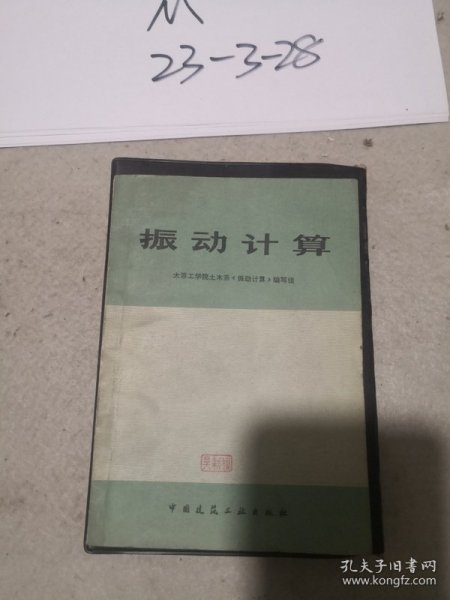 23-3-28
振动计算
太原工学院土木系《振动计算》编写组
中国建筑工业出版社
孔夫子旧书网
www.kongfz.com